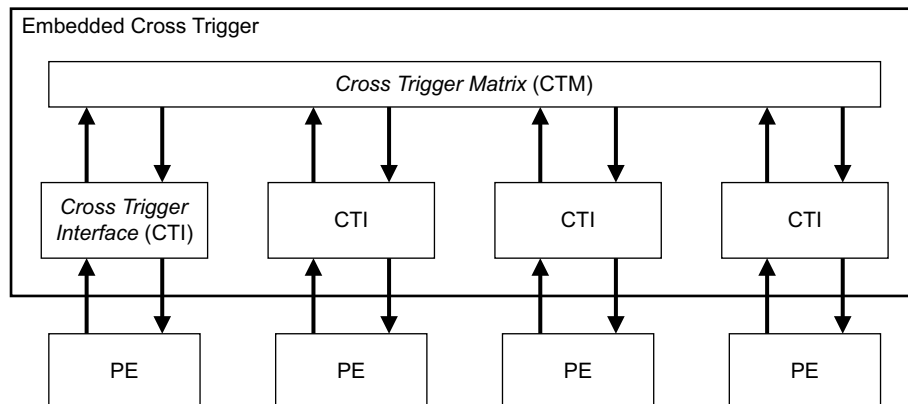 Embedded Cross Trigger
Cross Trigger Matrix (CTM)
Cross Trigger
Interface (CTI)
CTI
CTI
CTI
PE
PE
PE
PE